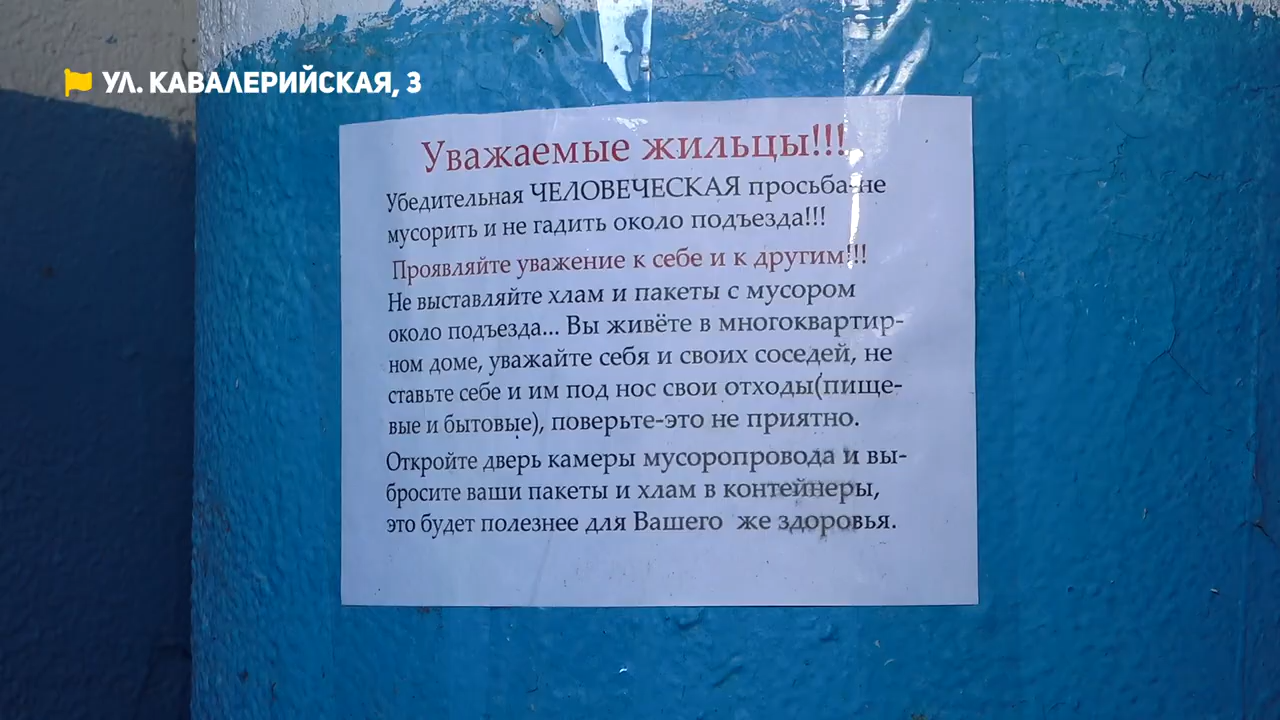 УЛ. КАВАЛЕРИЙСКАЯ, 3
Уважаемые жильцы!!!
Убедительная ЧЕЛОВЕЧЕСКАЯ просьба-не
мусорить и не гадить около подъезда!!!
Проявляйте уважение к себе и к другим!!!
Не выставляйте хлам и пакеты с мусором
около подъезда... Вы живёте в многоквартир-
ном доме, уважайте себя и своих соседей, не
ставьте себе и им под нос свои отходы(пище-
вые и бытовые), поверьте-это не приятно.
Откройте дверь камеры мусоропровода и вы-
бросите ваши пакеты и хлам в контейнеры,
это будет полезнее для Вашего же здоровья.